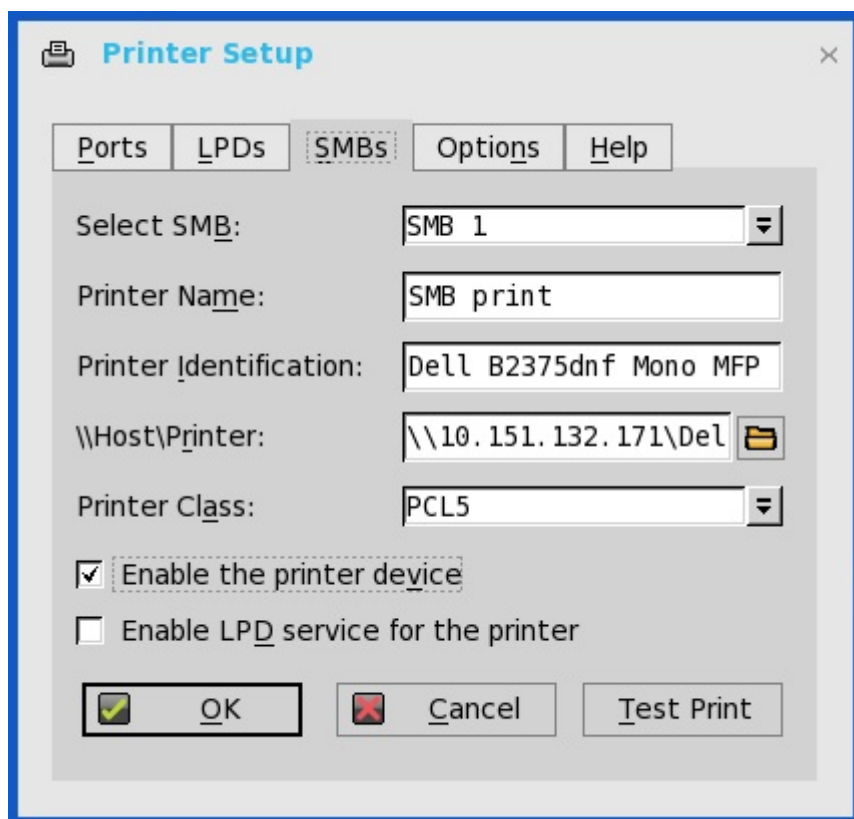 Printer Setup
Ports LPDs SMBs Options Help
Select SMB: SMB 1
Printer Name: SMB print
Printer Identification: Dell B2375dnf Mono MFP
\\Host\Printer: \\10.151.132.171\Del
Printer Class: PCL5
Enable the printer device
Enable LPD service for the printer
OK Cancel Test Print